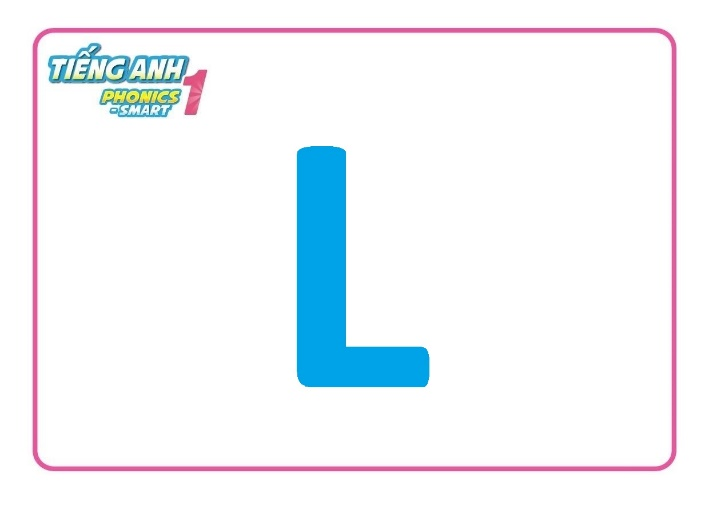 TIẾNG ANH 1
PHONICS
-SMART
L